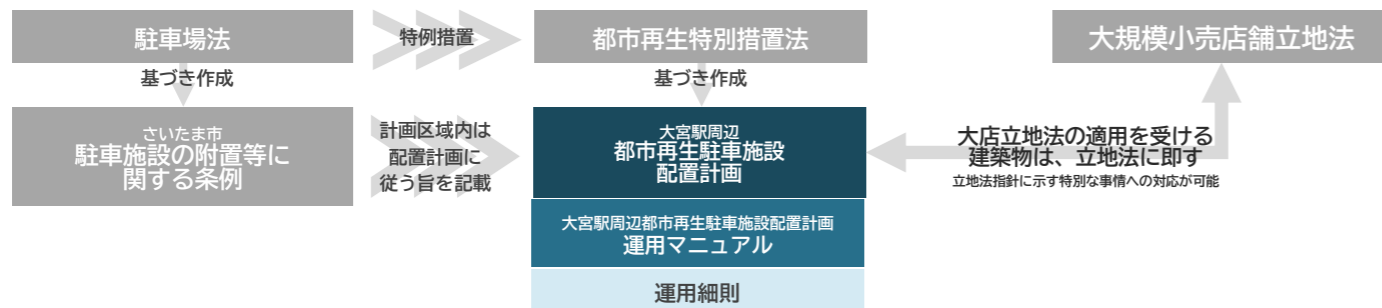 駐車場法
特例措置
都市再生特別措置法
大規模小売店舗立地法
基づき作成
基づき作成
さいたま市
駐車施設の附置等に
関する条例
計画区域内は
配置計画に
従う旨を記載
大宮駅周辺
都市再生駐車施設
配置計画
大店立地法の適用を受ける
建築物は、立地法に即す
立地法指針に示す特別な事情への対応が可能
大宮駅周辺都市再生駐車施設配置計画
運用マニュアル
運用細則